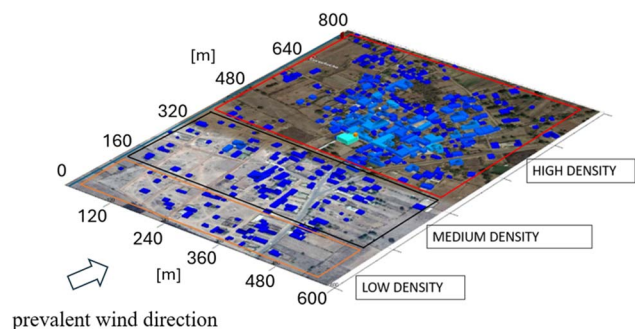 800
640
[m]
480
320
160
0
120
240
[m]
360
480
600
HIGH DENSITY
MEDIUM DENSITY
LOW DENSITY
prevalent wind direction